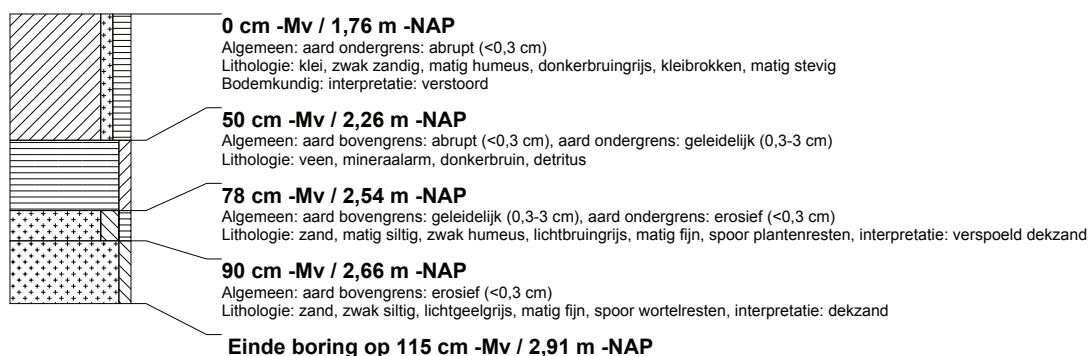 0 cm -Mv / 1,76 m -NAP
Algemeen: aard ondergrens: abrupt (<0,3 cm)
Lithologie: klei, zwak zandig, matig humeus, donkerbruingrijs, kleibrokken, matig stevig
Bodemkundig: interpretatie: verstoord
50 cm -Mv / 2,26 m -NAP
Algemeen: aard bovengrens: abrupt (<0,3 cm), aard ondergrens: geleidelijk (0,3-3 cm)
Lithologie: veen, mineraalarm, donkerbruin, detritus
78 cm -Mv / 2,54 m -NAP
Algemeen: aard bovengrens: geleidelijk (0,3-3 cm), aard ondergrens: erosief (<0,3 cm)
Lithologie: zand, matig siltig, zwak humeus, lichtbruingrijs, matig fijn, spoor plantenresten, interpretatie: verspoeld dekzand
90 cm -Mv / 2,66 m -NAP
Algemeen: aard bovengrens: erosief (<0,3 cm)
Lithologie: zand, zwak siltig, lichtgeelgrijs, matig fijn, spoor wortelresten, interpretatie: dekzand
Einde boring op 115 cm -Mv / 2,91 m -NAP